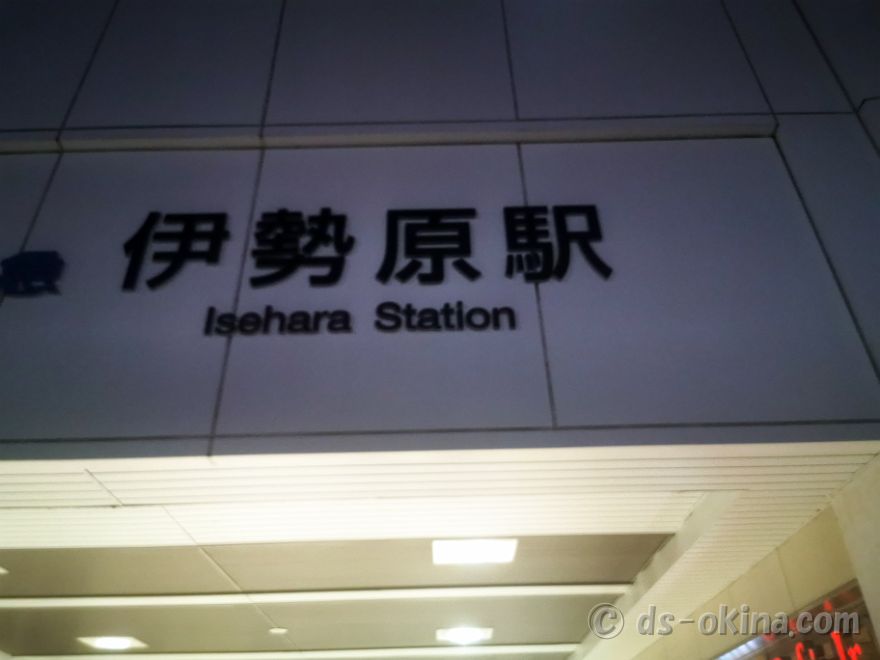 伊勢原駅
Isehara Station
© ds-okina.com